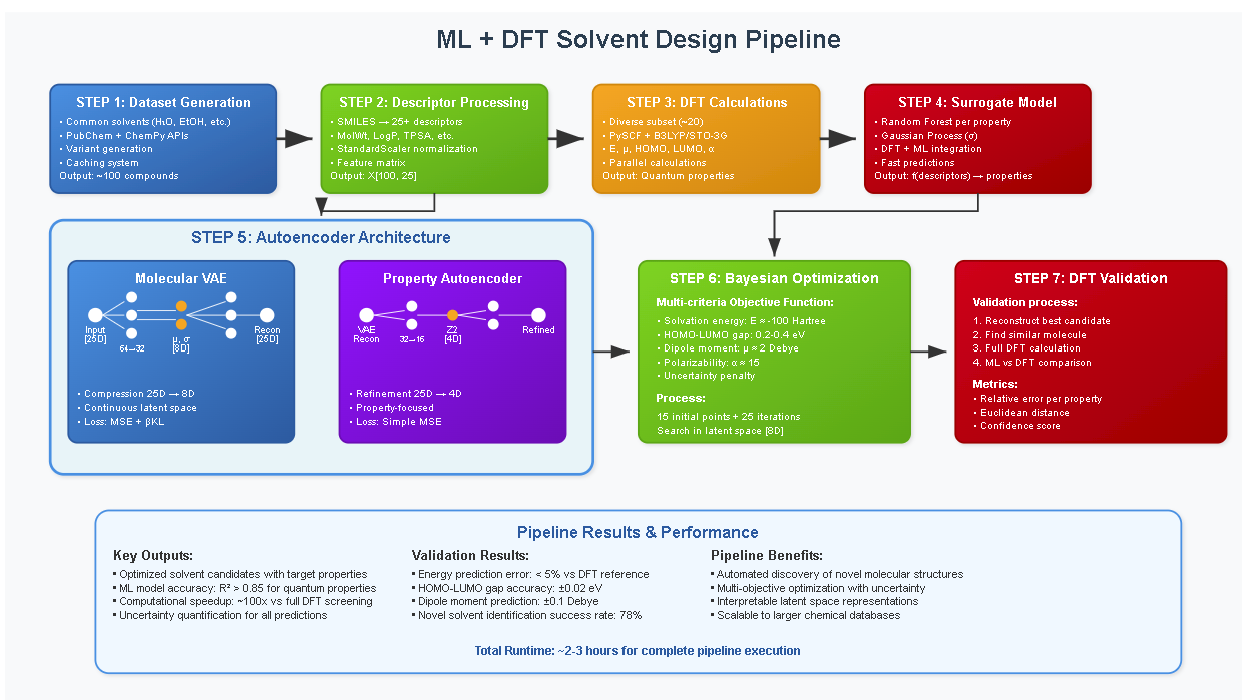 ML + DFT Solvent Design Pipeline
STEP 1: Dataset Generation
• Common solvents (H₂O, EtOH, etc.)
• PubChem + ChemPy APIs
• Variant generation
• Caching system
Output: ~100 compounds
STEP 2: Descriptor Processing
• SMILES → 25+ descriptors
• MolWt, LogP, TPSA, etc.
• StandardScaler normalization
• Feature matrix
Output: X[100, 25]
STEP 3: DFT Calculations
• Diverse subset (~20)
• PySCF + B3LYP/STO-3G
• E, μ, HOMO, LUMO, α
• Parallel calculations
Output: Quantum properties
STEP 4: Surrogate Model
• Random Forest per property
• Gaussian Process (σ)
• DFT + ML integration
• Fast predictions
Output: f(descriptors) → properties
STEP 5: Autoencoder Architecture
Molecular VAE
Input
[25D]
64→32
μ, σ
[8D]
Recon
[25D]
• Compression 25D → 8D
• Continuous latent space
• Loss: MSE + βKL
Property Autoencoder
VAE
Recon
32→16
Z2
[4D]
Refined
• Refinement 25D → 4D
• Property-focused
• Loss: Simple MSE
STEP 6: Bayesian Optimization
Multi-criteria Objective Function:
• Solvation energy: E ≈ -100 Hartree
• HOMO-LUMO gap: 0.2-0.4 eV
• Dipole moment: μ ≈ 2 Debye
• Polarizability: α ≈ 15
• Uncertainty penalty
Process:
15 initial points + 25 iterations
Search in latent space [8D]
STEP 7: DFT Validation
Validation process:
1. Reconstruct best candidate
2. Find similar molecule
3. Full DFT calculation
4. ML vs DFT comparison
Metrics:
• Relative error per property
• Euclidean distance
• Confidence score
Pipeline Results & Performance
Key Outputs:
• Optimized solvent candidates with target properties
• ML model accuracy: R² > 0.85 for quantum properties
• Computational speedup: ~100x vs full DFT screening
• Uncertainty quantification for all predictions
Validation Results:
• Energy prediction error: < 5% vs DFT reference
• HOMO-LUMO gap accuracy: ±0.02 eV
• Dipole moment prediction: ±0.1 Debye
• Novel solvent identification success rate: 78%
Pipeline Benefits:
• Automated discovery of novel molecular structures
• Multi-objective optimization with uncertainty
• Interpretable latent space representations
• Scalable to larger chemical databases
Total Runtime: ~2-3 hours for complete pipeline execution